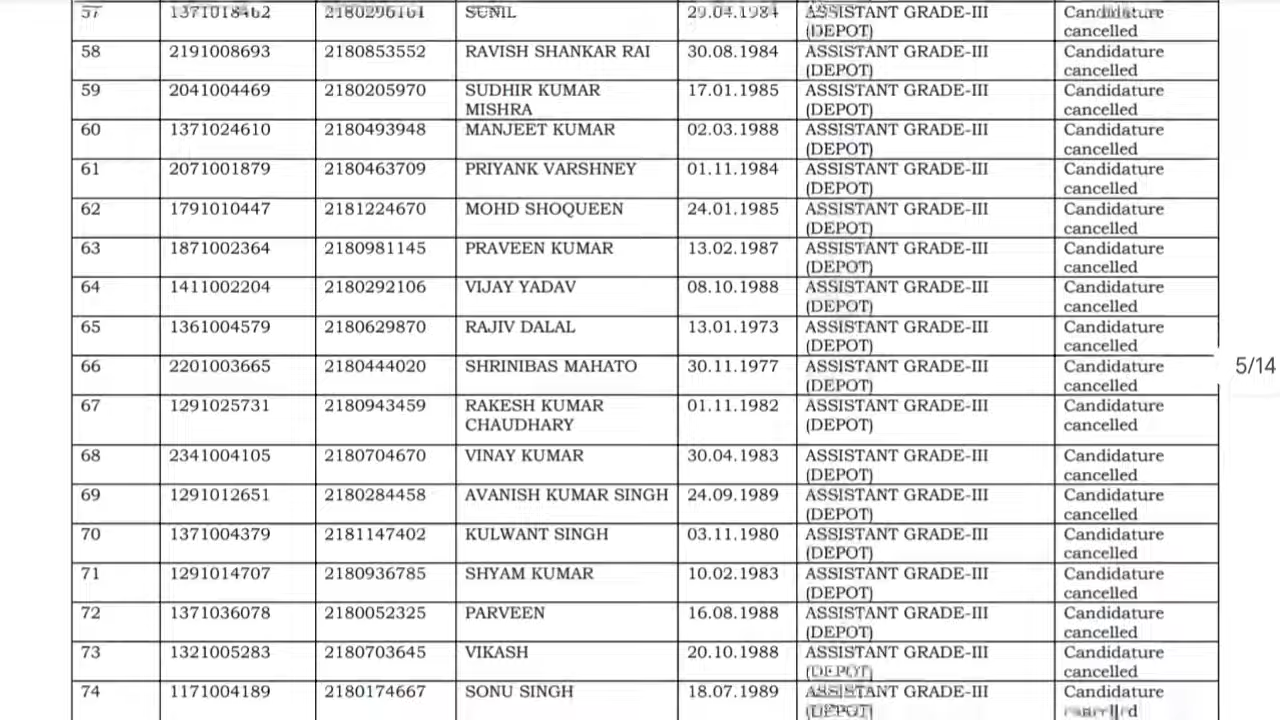 57 1371018462 2180296161 SUNIL 29.04.1984 ASSISTANT GRADE-III Candidature
(DEPOT) cancelled
58 2191008693 2180853552 RAVISH SHANKAR RAI 30.08.1984 ASSISTANT GRADE-III Candidature
(DEPOT) cancelled
59 2041004469 2180205970 SUDHIR KUMAR 17.01.1985 ASSISTANT GRADE-III Candidature
MISHRA (DEPOT) cancelled
60 1371024610 2180493948 MANJEET KUMAR 02.03.1988 ASSISTANT GRADE-III Candidature
(DEPOT) cancelled
61 2071001879 2180463709 PRIYANK VARSHNEY 01.11.1984 ASSISTANT GRADE-III Candidature
(DEPOT) cancelled
62 1791010447 2181224670 MOHD SHOQUEEN 24.01.1985 ASSISTANT GRADE-III Candidature
(DEPOT) cancelled
63 1871002364 2180981145 PRAVEEN KUMAR 13.02.1987 ASSISTANT GRADE-III Candidature
(DEPOT) cancelled
64 1411002204 2180292106 VIJAY YADAV 08.10.1988 ASSISTANT GRADE-III Candidature
(DEPOT) cancelled
65 1361004579 2180629870 RAJIV DALAL 13.01.1973 ASSISTANT GRADE-III Candidature
(DEPOT) cancelled
66 2201003665 2180444020 SHRINIBAS MAHATO 30.11.1977 ASSISTANT GRADE-III Candidature 5/14
(DEPOT) cancelled
67 1291025731 2180943459 RAKESH KUMAR 01.11.1982 ASSISTANT GRADE-III Candidature
CHAUDHARY (DEPOT) cancelled
68 2341004105 2180704670 VINAY KUMAR 30.04.1983 ASSISTANT GRADE-III Candidature
(DEPOT) cancelled
69 1291012651 2180284458 AVANISH KUMAR SINGH 24.09.1989 ASSISTANT GRADE-III Candidature
(DEPOT) cancelled
70 1371004379 2181147402 KULWANT SINGH 03.11.1980 ASSISTANT GRADE-III Candidature
(DEPOT) cancelled
71 1291014707 2180936785 SHYAM KUMAR 10.02.1983 ASSISTANT GRADE-III Candidature
(DEPOT) cancelled
72 1371036078 2180052325 PARVEEN 16.08.1988 ASSISTANT GRADE-III Candidature
(DEPOT) cancelled
73 1321005283 2180703645 VIKASH 20.10.1988 ASSISTANT GRADE-III Candidature
(DEPOT) cancelled
74 1171004189 2180174667 SONU SINGH 18.07.1989 ASSISTANT GRADE-III Candidature
(DEPOT) cancelled